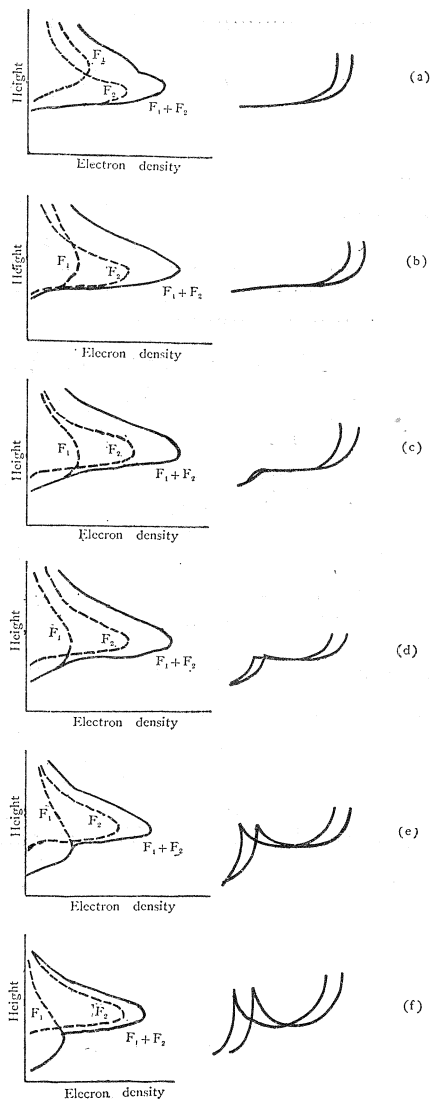 Height
F₁
F₂
F₁ + F₂
Electron density
(a)
Height
F₁
F₂
F₁ + F₂
Elecron density
(b)
Height
F₁
F₂
F₁ + F₂
Electron density
(c)
Height
F₁
F₂
F₁ + F₂
Electron density
(d)
Height
F₁
F₂
F₁ + F₂
Electron density
(e)
Height
F₁
F₂
F₁ + F₂
Electron density
(f)